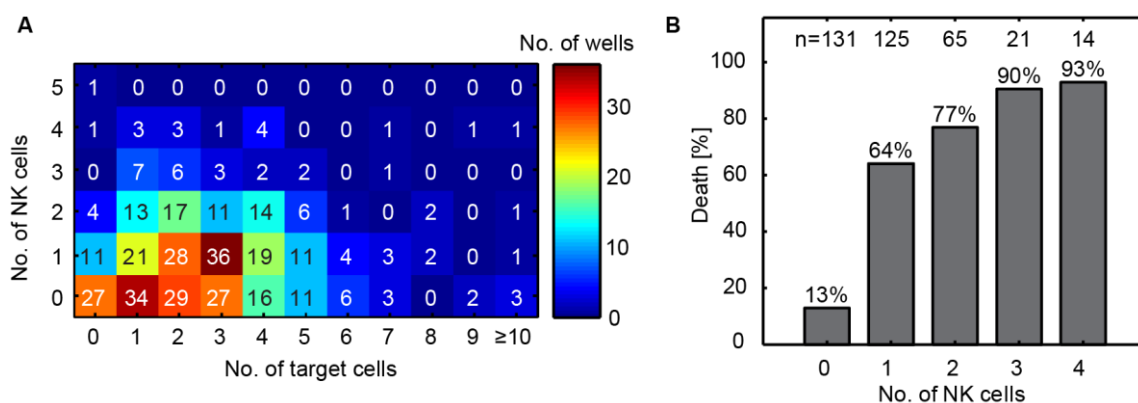 A
No. of wells
No. of NK cells
5 1 0 0 0 0 0 0 0 0 0 0
4 1 3 3 1 4 0 0 1 0 1 1
3 0 7 6 3 2 2 0 1 0 0 0
2 4 13 17 11 14 6 1 0 2 0 1
1 11 21 28 36 19 11 4 3 2 0 1
0 27 34 29 27 16 11 6 3 0 2 3
0 1 2 3 4 5 6 7 8 9 ≥10
No. of target cells
30
20
10
0
B
n=131 125 65 21 14
Death [%]
100
80
60
40
20
0
13% 64% 77% 90% 93%
0 1 2 3 4
No. of NK cells